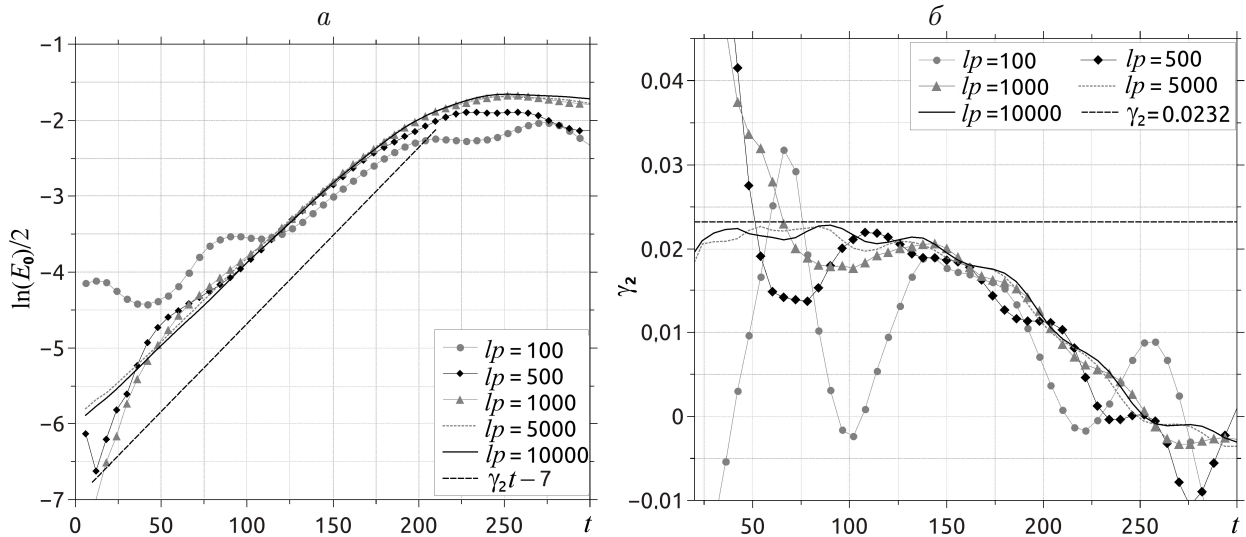 а
ln(E₀)/2
−1
−2
−3
−4
−5
−6
−7
0
50
100
150
200
250
t
lp = 100
lp = 500
lp = 1000
lp = 5000
lp = 10000
γ₂t − 7
б
γ₂
0.04
0.03
0.02
0.01
0
−0.01
50
100
150
200
250
t
lp = 100
lp = 500
lp = 1000
lp = 5000
lp = 10000
γ₂ = 0.0232